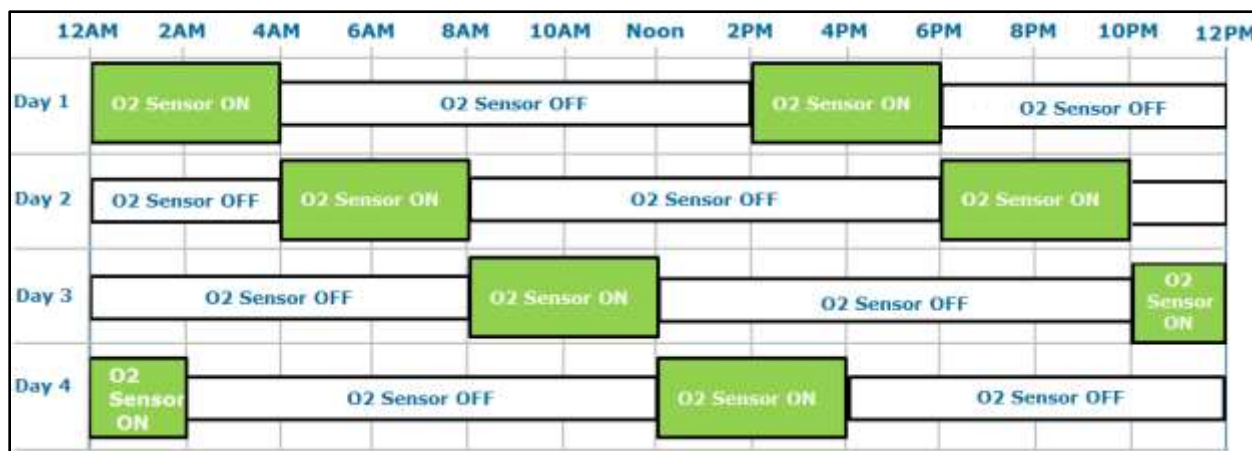 12AM 2AM 4AM 6AM 8AM 10AM Noon 2PM 4PM 6PM 8PM 10PM 12PM
Day 1 O2 Sensor ON O2 Sensor OFF O2 Sensor ON O2 Sensor OFF
Day 2 O2 Sensor OFF O2 Sensor ON O2 Sensor OFF O2 Sensor ON
Day 3 O2 Sensor OFF O2 Sensor ON O2 Sensor OFF
O2
Sensor
ON
Day 4
O2
Sensor
ON
O2 Sensor OFF O2 Sensor ON O2 Sensor OFF